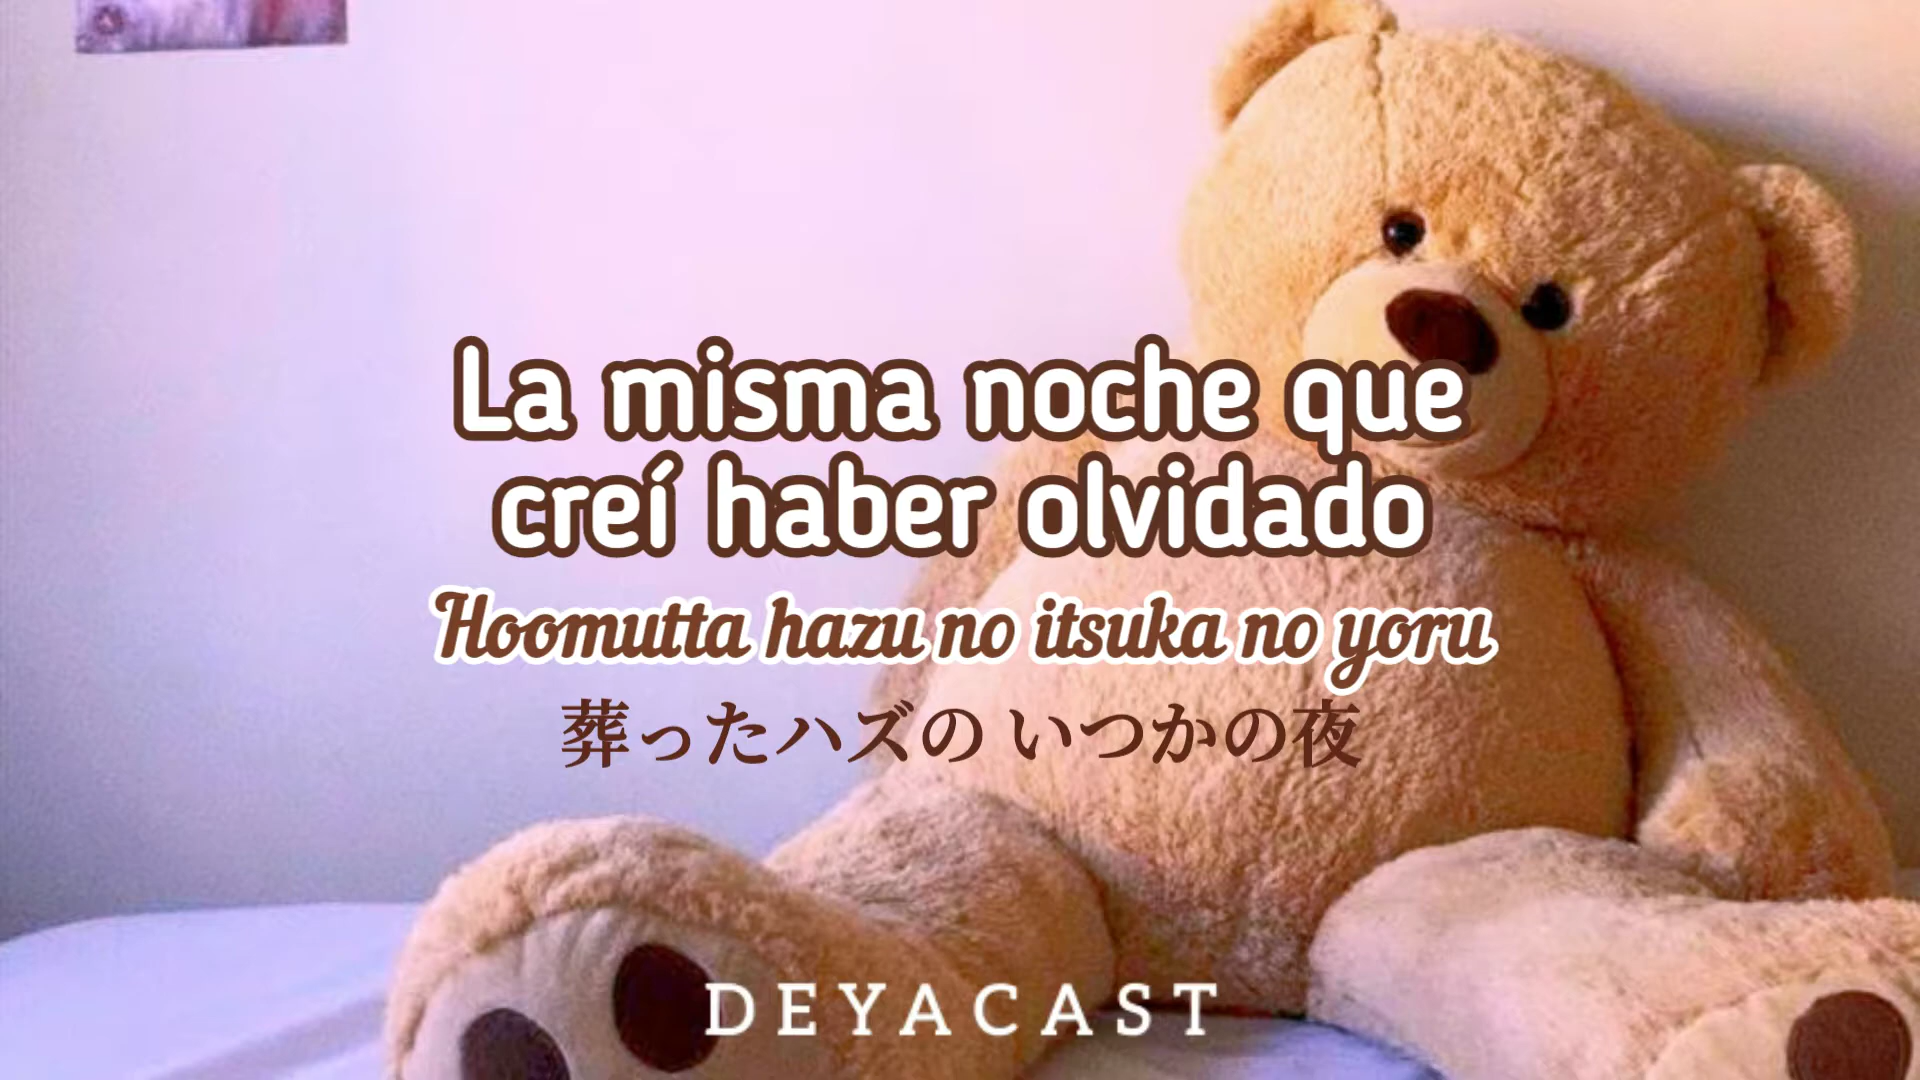 La misma noche que
creí haber olvidado
Hoomutta hazu no itsuka no yoru
葬ったハズの いつかの夜
DEYACAST